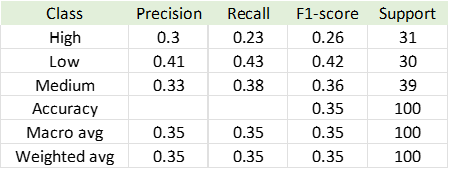 Class Precision Recall F1-score Support
High 0.3 0.23 0.26 31
Low 0.41 0.43 0.42 30
Medium 0.33 0.38 0.36 39
Accuracy 0.35 100
Macro avg 0.35 0.35 0.35 100
Weighted avg 0.35 0.35 0.35 100